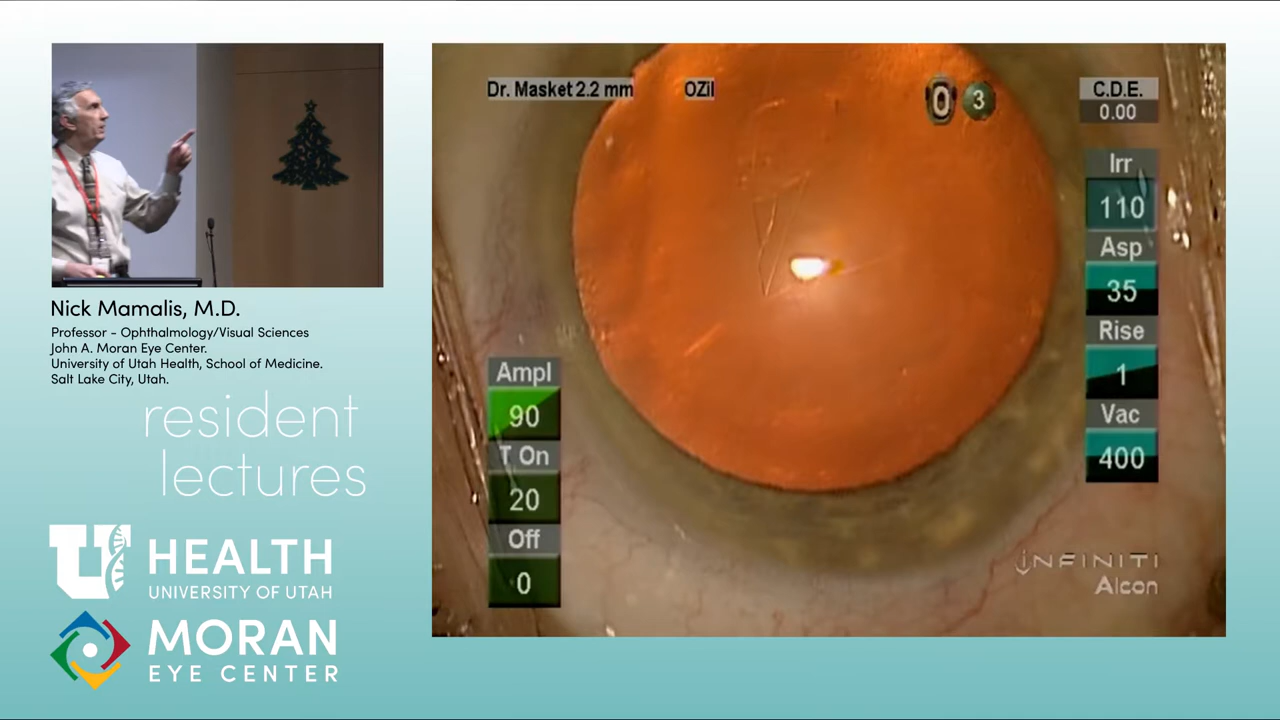 Nick Mamalis, M.D.
Professor - Ophthalmology/Visual Sciences
John A. Moran Eye Center.
University of Utah Health, School of Medicine.
Salt Lake City, Utah.
resident
lectures
U
HEALTH
UNIVERSITY OF UTAH
MORAN
EYE CENTER
Dr. Masket 2.2 mm
OZil
0
3
C.D.E.
0.00
Irr
110
Asp
35
Rise
1
Vac
400
Ampl
90
T On
20
Off
0
INFINITI
Alcon